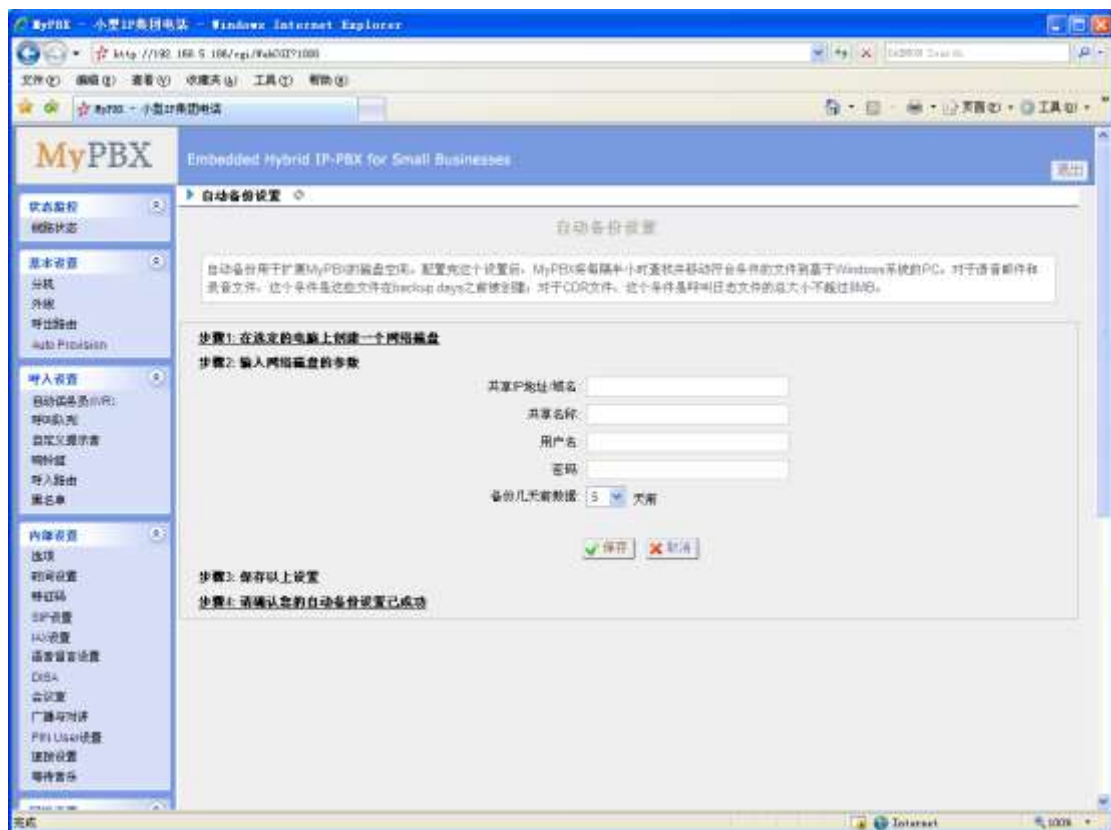 MyPBX - 小型IP集团电话 - Windows Internet Explorer
文件(F) 编辑(E) 查看(V) 收藏夹(A) 工具(T) 帮助(H)
MyPBX - 小型IP集团电话
页面(P) 工具(O)
MyPBX
Embedded Hybrid IP-PBX for Small Businesses
退出
自动备份设置
状态监控
线路状态
基本设置
分机
外线
呼出路由
Auto Provision
呼入设置
自动话务员(IVR)
呼叫队列
自定义提示音
响铃组
呼入路由
黑名单
内部设置
选项
时间设置
特征码
SIP设置
IAX设置
语音留言设置
DISA
会议室
广播与对讲
PIN User设置
速拨设置
等待音乐
自动备份设置
自动备份用于扩展MyPBX的磁盘空间。配置完这个设置后,MyPBX将每隔半小时查找并移动符合条件的文件到基于Windows系统的PC。对于语音邮件和
录音文件,这个条件是这些文件在backup days之前被创建;对于CDR文件,这个条件是呼叫日志文件的总大小不超过8MB。
步骤1: 在选定的电脑上创建一个网络磁盘
步骤2: 输入网络磁盘的参数
共享IP地址/域名:
共享名称:
用户名:
密码:
备份几天前数据: 5 天前
保存 取消
步骤3: 保存以上设置
步骤4: 请确认您的自动备份设置已成功
完成
Internet
100%